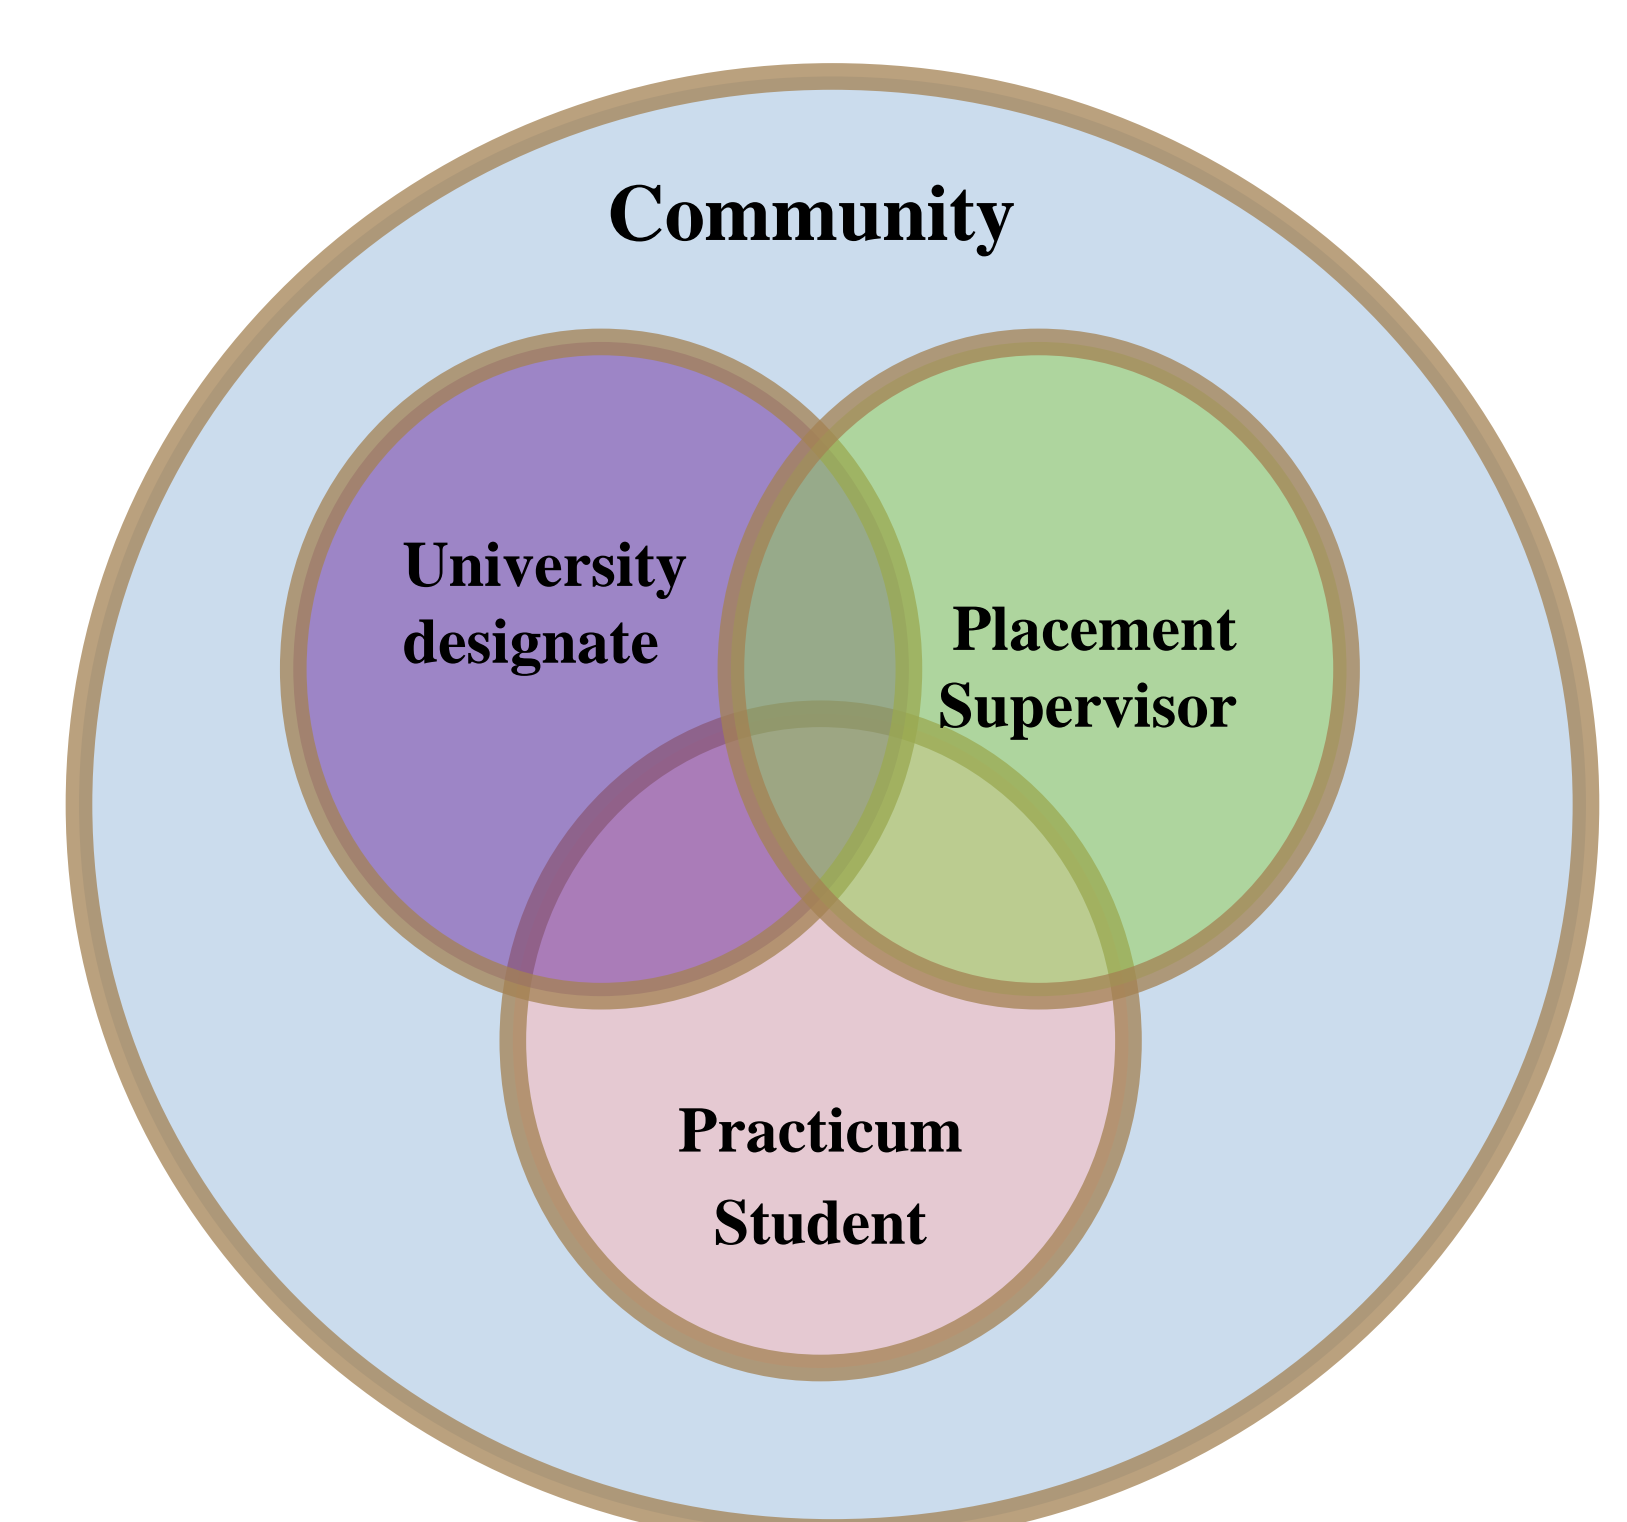 Community
University
designate
Placement
Supervisor
Practicum
Student